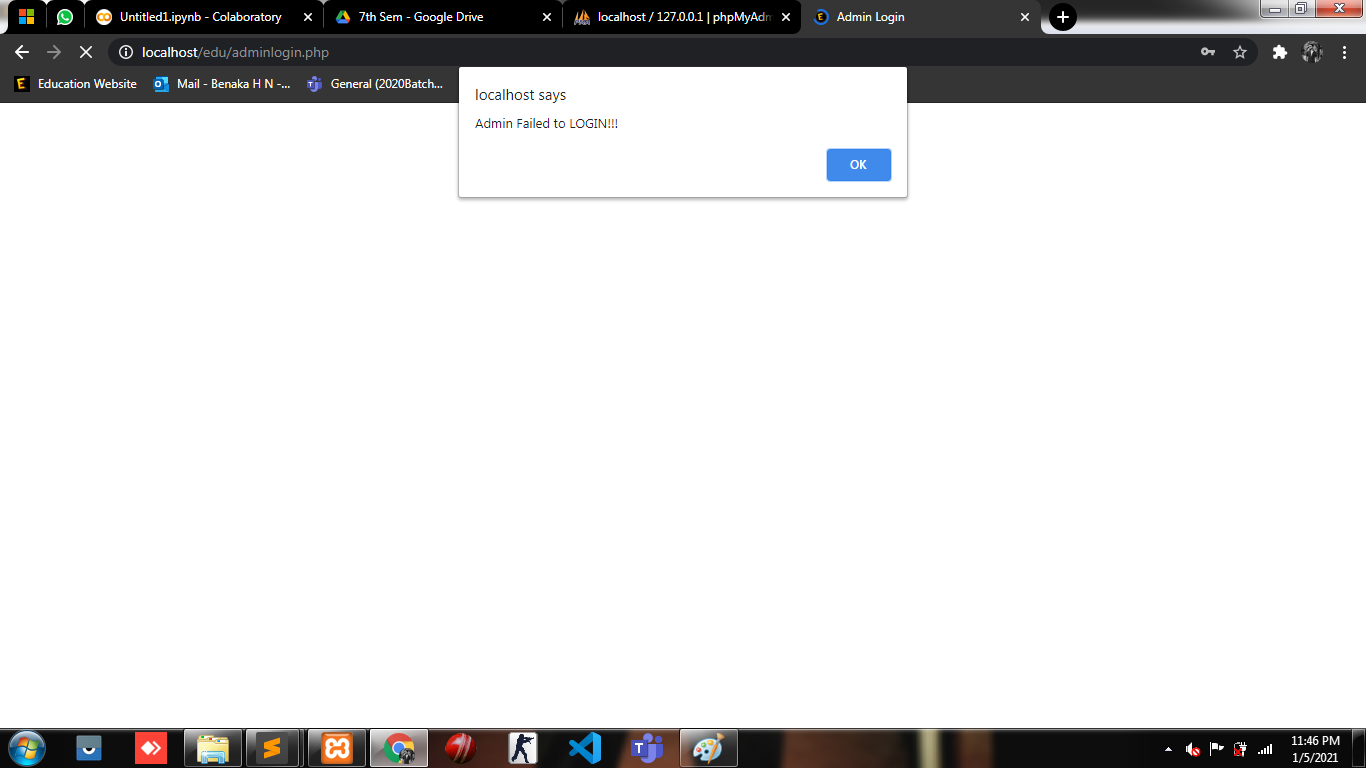 Untitled1.ipynb - Colaboratory
7th Sem - Google Drive
localhost / 127.0.0.1 | phpMyAdm
Admin Login
localhost/edu/adminlogin.php
Education Website
Mail - Benaka H N -...
General (2020Batch...
localhost says
Admin Failed to LOGIN!!!
OK
11:46 PM
1/5/2021